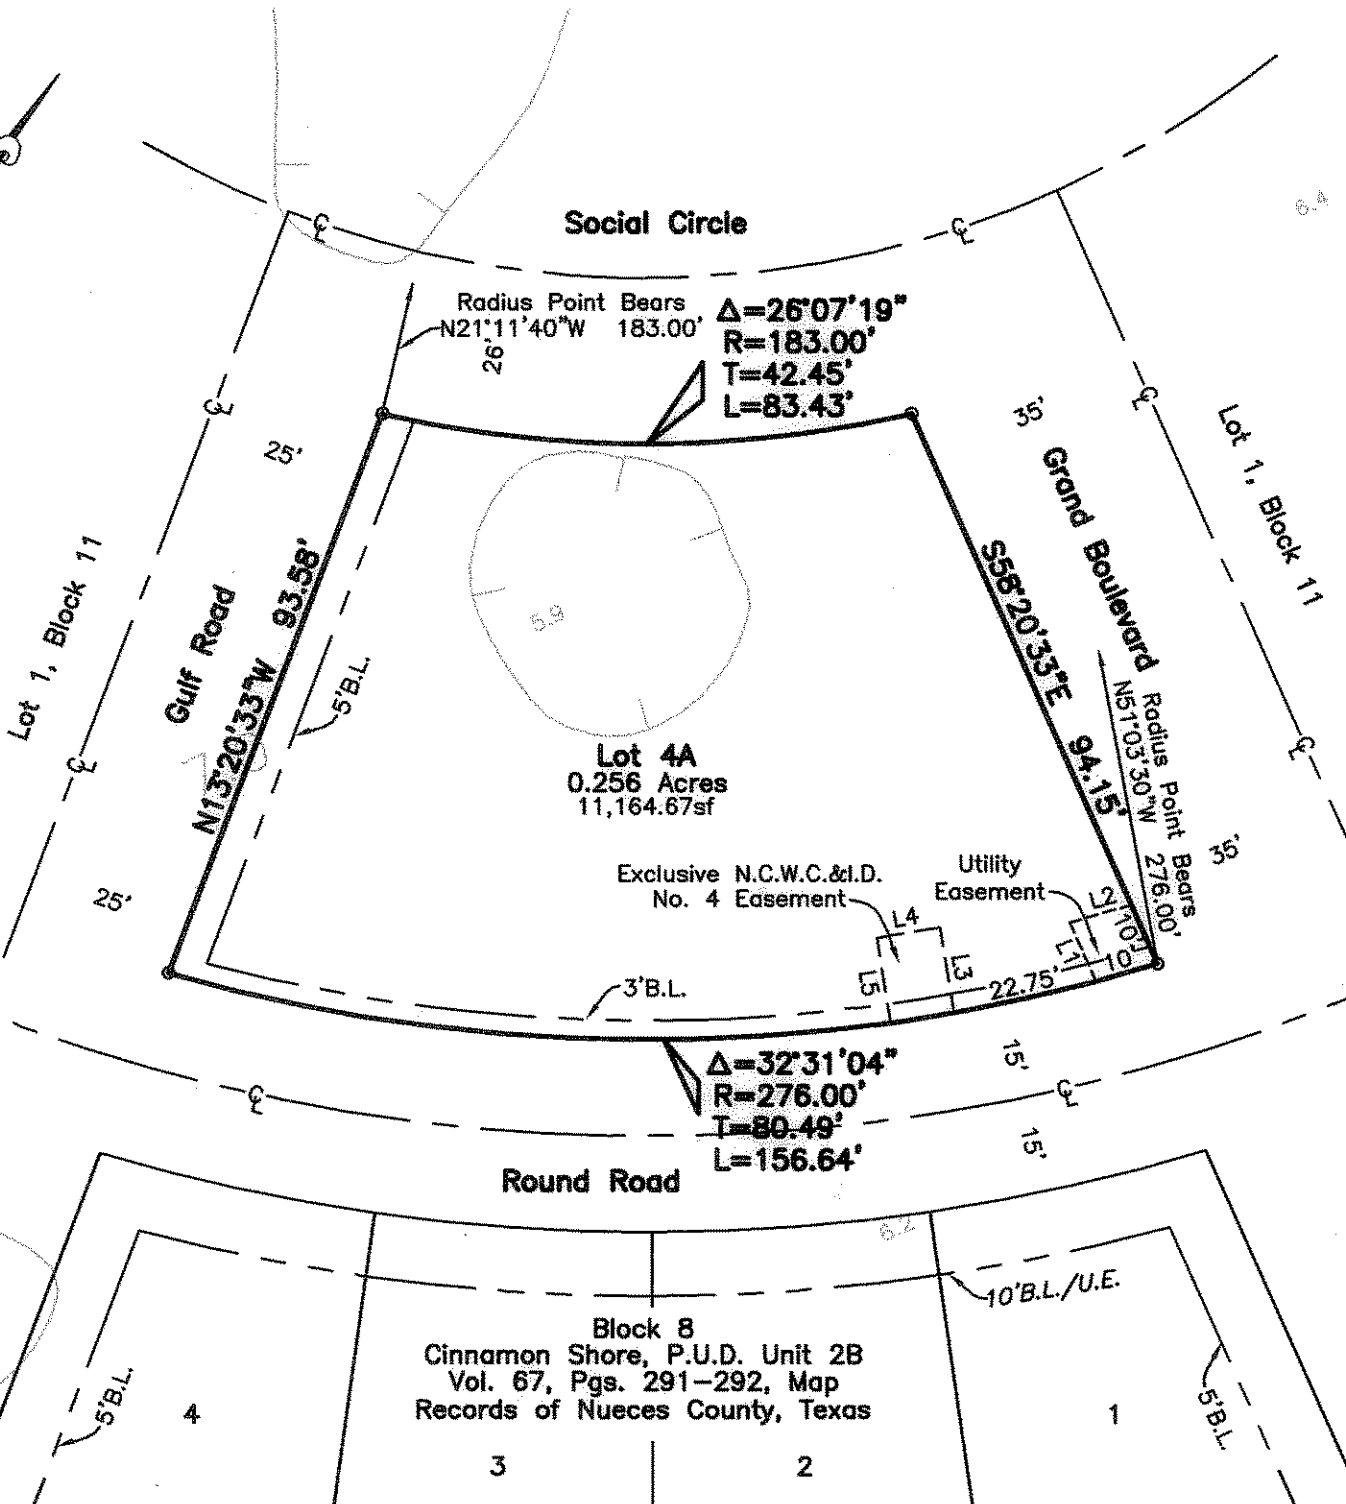 6.4
Social Circle
℄
℄
Radius Point Bears
N21°11'40"W 183.00'
26'
Δ=26°07'19"
R=183.00'
T=42.45'
L=83.43'
℄
25'
35'
℄
Lot 1, Block 11
Gulf Road
N13°20'33"W 93.58'
5'B.L.
5.9
Grand Boulevard
S58°20'33"E 94.15'
Lot 1, Block 11
Radius Point Bears
N51°03'30"W 276.00'
℄
℄
Lot 4A
0.256 Acres
11,164.67sf
25'
35'
Exclusive N.C.W.C.&I.D.
No. 4 Easement
Utility
Easement
L4
L2
10'
L5
L3
L1
10'
22.75'
3'B.L.
15'
℄
℄
Δ=32°31'04"
R=276.00'
T=80.49'
L=156.64'
15'
Round Road
6.2
10'B.L./U.E.
Block 8
Cinnamon Shore, P.U.D. Unit 2B
Vol. 67, Pgs. 291-292, Map
Records of Nueces County, Texas
5'B.L.
4
3
2
1
5'B.L.